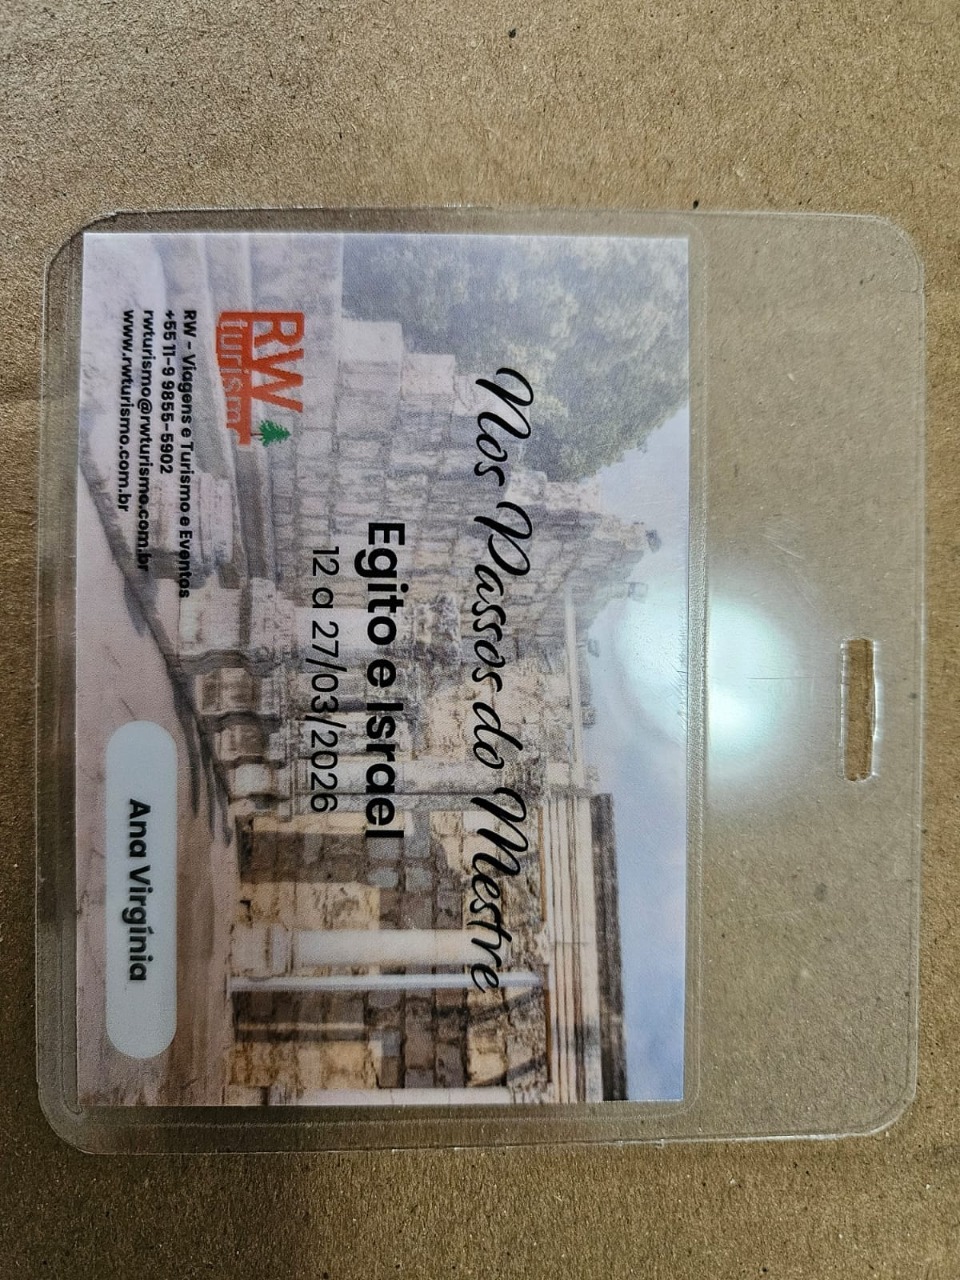 Nos Passos do Mestre
Egito e Israel
12 a 27/03/2026
RW
turismo
RW - Viagens e Turismo e Eventos
+55 11-9 9855-5902
rwturismo@rwturismo.com.br
www.rwturismo.com.br
Ana Virgínia